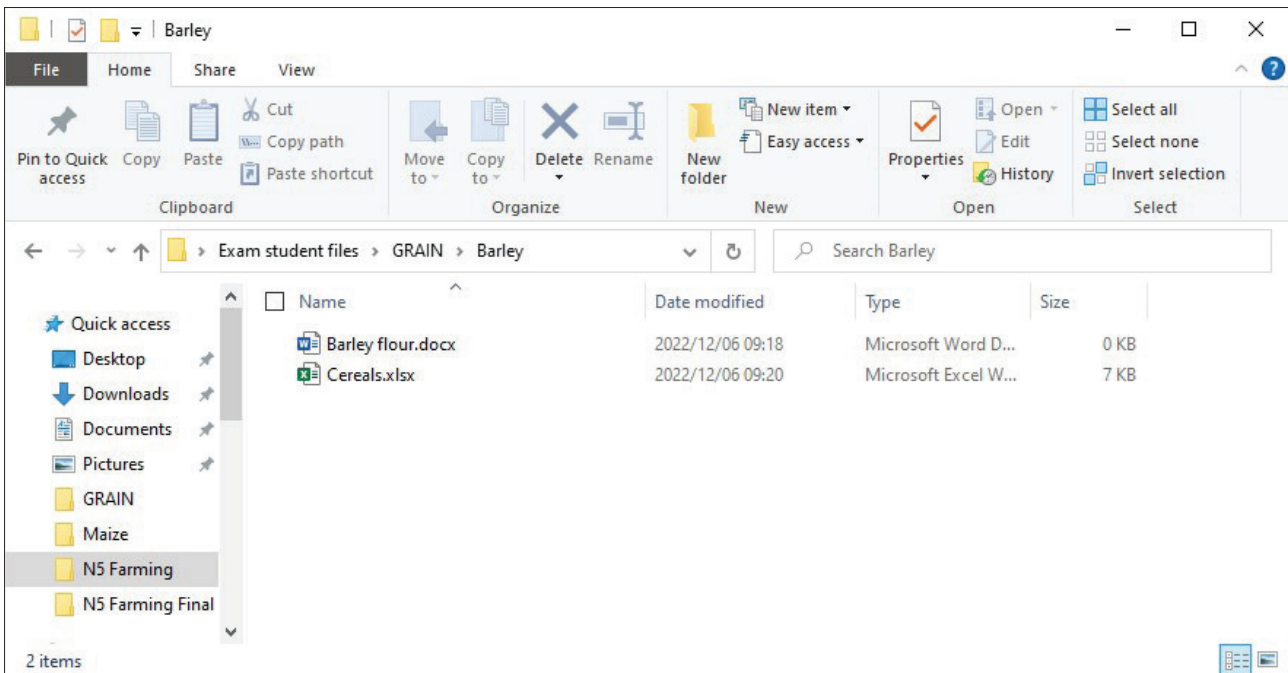 Barley
File Home Share View
Pin to Quick access
Copy
Paste
Cut
Copy path
Paste shortcut
Clipboard
Move to
Copy to
Delete
Rename
Organize
New folder
New item
Easy access
New
Properties
Open
Edit
History
Open
Select all
Select none
Invert selection
Select
Exam student files > GRAIN > Barley
Search Barley
Quick access
Desktop
Downloads
Documents
Pictures
GRAIN
Maize
N5 Farming
N5 Farming Final
Name Date modified Type Size
Barley flour.docx 2022/12/06 09:18 Microsoft Word D... 0 KB
Cereals.xlsx 2022/12/06 09:20 Microsoft Excel W... 7 KB
2 items